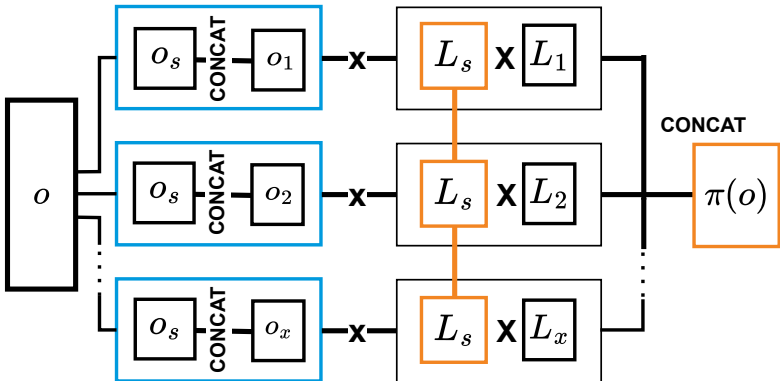 o
o_s CONCAT o_1 x L_s X L_1
CONCAT
o_s CONCAT o_2 x L_s X L_2
π(o)
o_s CONCAT o_x x L_s X L_x